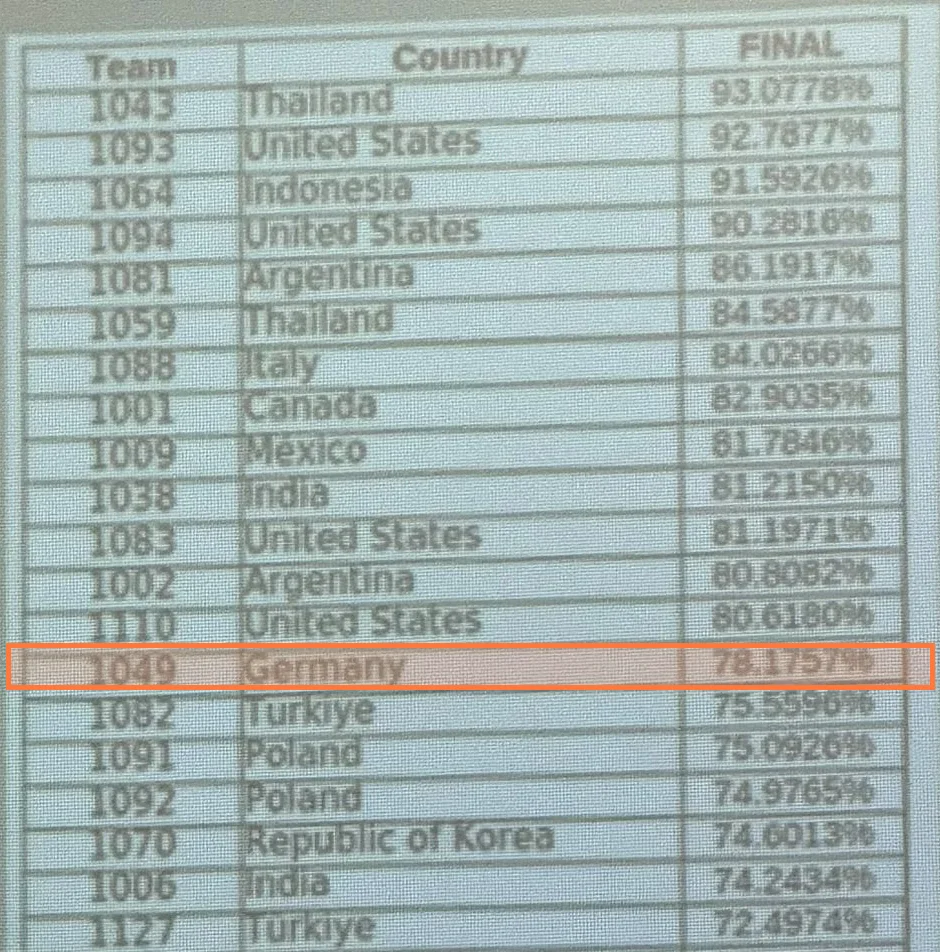 Team Country FINAL
1043 Thailand 93.0778%
1093 United States 92.7877%
1064 Indonesia 91.5926%
1094 United States 90.2816%
1081 Argentina 86.1917%
1059 Thailand 84.5877%
1088 Italy 84.0266%
1001 Canada 82.9035%
1009 México 81.7846%
1038 India 81.2150%
1083 United States 81.1971%
1002 Argentina 80.8082%
1110 United States 80.6180%
1049 Germany 78.1757%
1082 Türkiye 75.5596%
1091 Poland 75.0926%
1092 Poland 74.9765%
1070 Republic of Korea 74.6013%
1006 India 74.2434%
1127 Türkiye 72.4974%